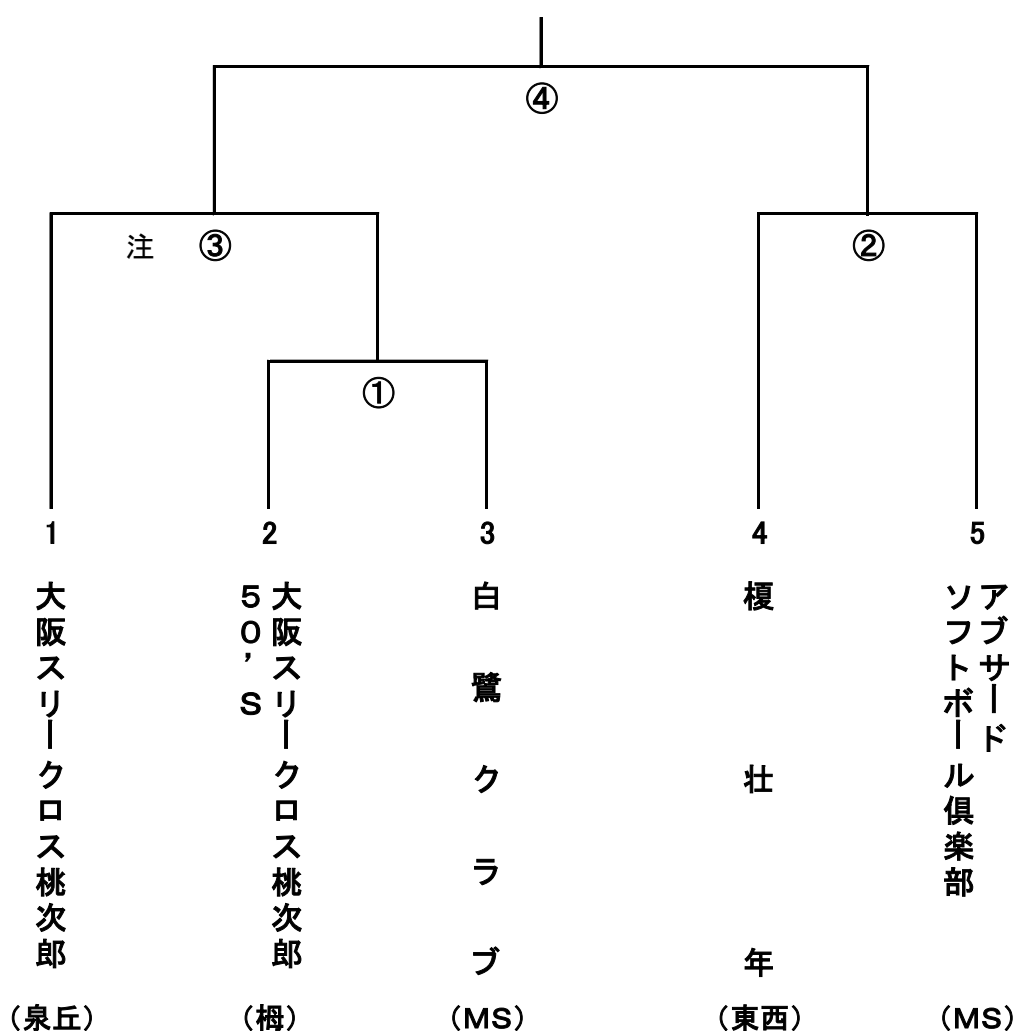 ④
注 ③
②
①
1 2 3 4 5
大阪スリークロス桃次郎
大阪スリークロス桃次郎
50'S
白鷺クラブ
榎壮年
アブサード
ソフトボール倶楽部
（泉丘） （栂） （MS） （東西） （MS）